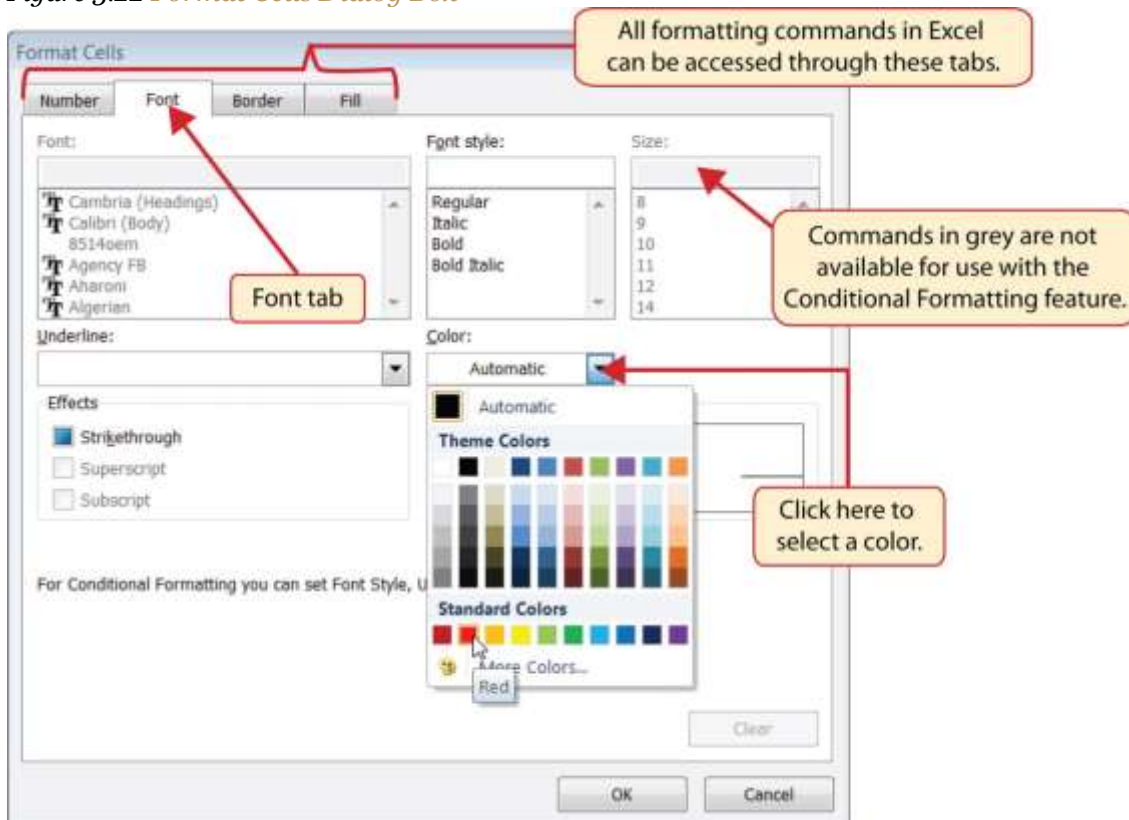 All formatting commands in Excel
can be accessed through these tabs.
Format Cells
Number Font Border Fill
Font: Font style: Size:
Cambria (Headings)
Calibri (Body)
8514oem
Agency FB
Aharoni
Algerian
Regular
Italic
Bold
Bold Italic
8
9
10
11
12
14
Font tab
Commands in grey are not
available for use with the
Conditional Formatting feature.
Underline: Color:
Automatic
Effects
Strikethrough
Superscript
Subscript
Automatic
Theme Colors
Click here to
select a color.
For Conditional Formatting you can set Font Style,
Standard Colors
More Colors...
Red
Clear
OK Cancel